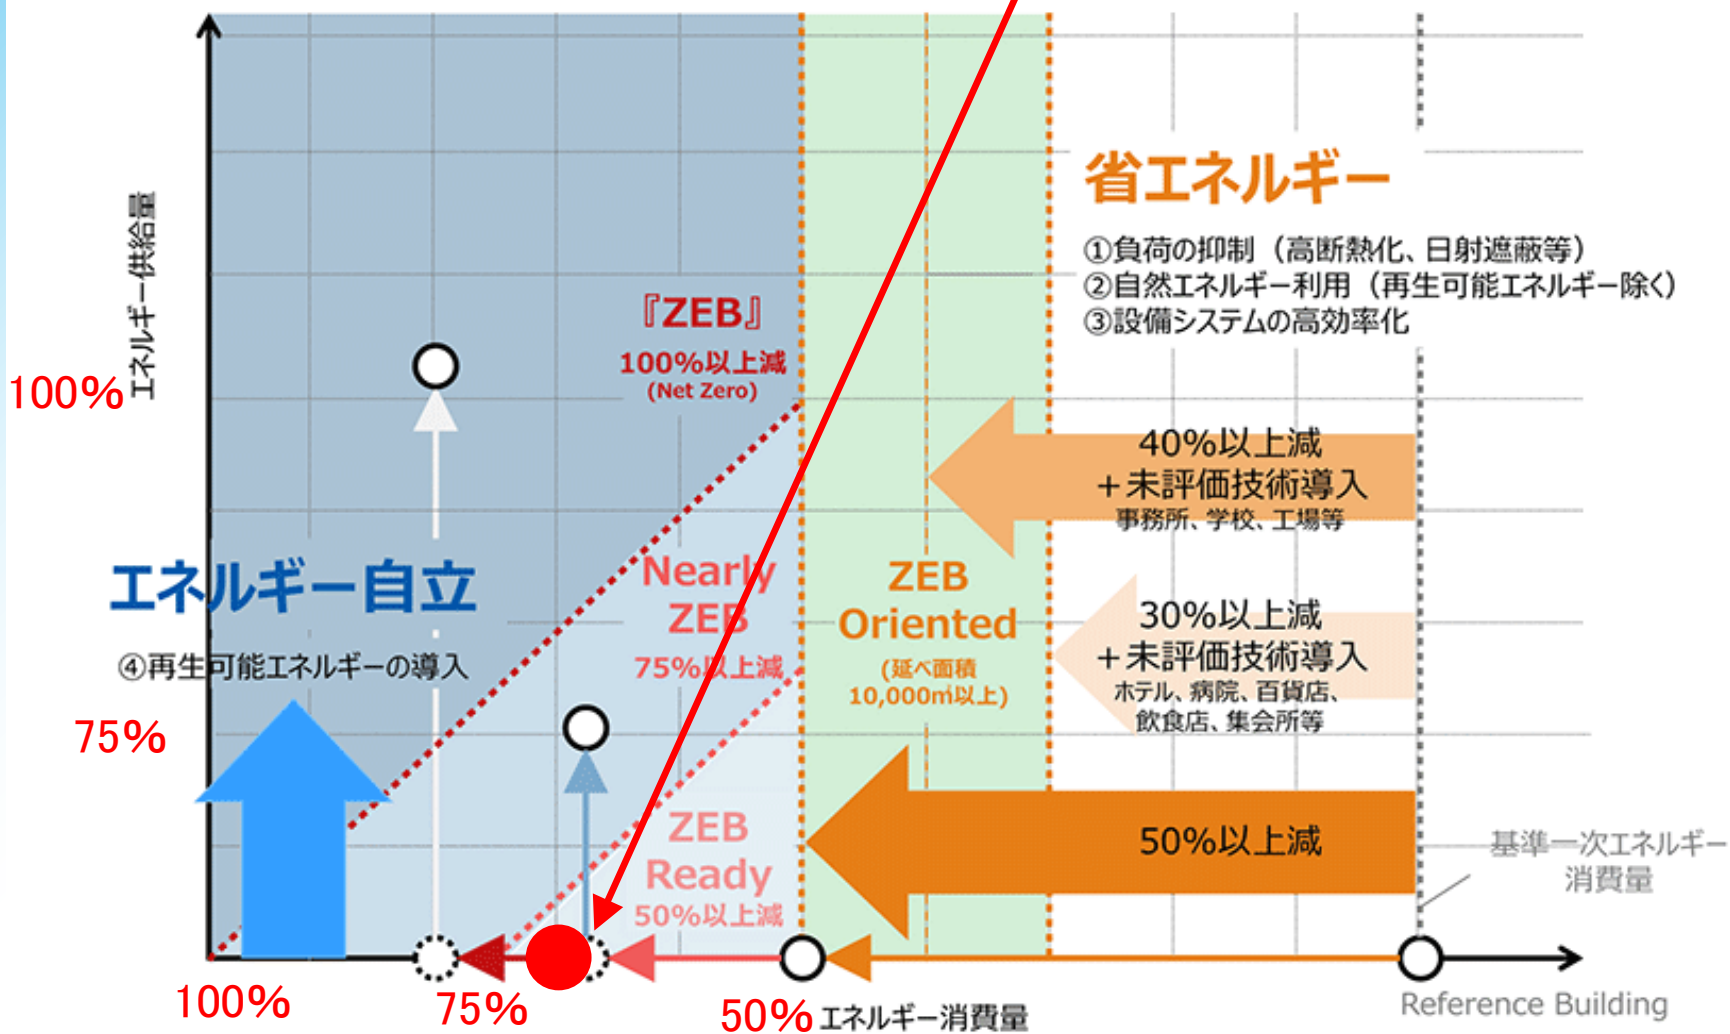 エネルギー供給量
100%
75%
『ZEB』
100%以上減
(Net Zero)
省エネルギー
①負荷の抑制（高断熱化、日射遮蔽等）
②自然エネルギー利用（再生可能エネルギー除く）
③設備システムの高効率化
40%以上減
＋未評価技術導入
事務所、学校、工場等
エネルギー自立
④再生可能エネルギーの導入
Nearly
ZEB
75%以上減
ZEB
Oriented
(延べ面積
10,000㎡以上)
30%以上減
＋未評価技術導入
ホテル、病院、百貨店、
飲食店、集会所等
ZEB
Ready
50%以上減
50%以上減
基準一次エネルギー
消費量
100%
75%
50%
エネルギー消費量
Reference Building